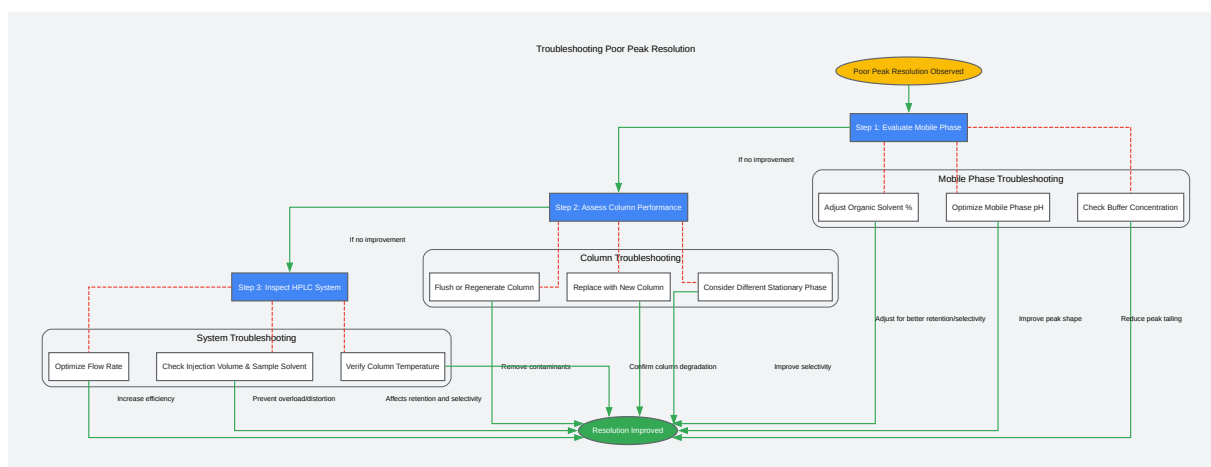 Troubleshooting Poor Peak Resolution
Poor Peak Resolution Observed
Step 1: Evaluate Mobile Phase
If no improvement
Mobile Phase Troubleshooting
Adjust Organic Solvent %
Optimize Mobile Phase pH
Check Buffer Concentration
Step 2: Assess Column Performance
If no improvement
Column Troubleshooting
Flush or Regenerate Column
Replace with New Column
Consider Different Stationary Phase
Step 3: Inspect HPLC System
Adjust for better retention/selectivity
Improve peak shape
Reduce peak tailing
System Troubleshooting
Optimize Flow Rate
Check Injection Volume & Sample Solvent
Verify Column Temperature
Remove contaminants
Confirm column degradation
Improve selectivity
Increase efficiency
Prevent overload/distortion
Affects retention and selectivity
Resolution Improved